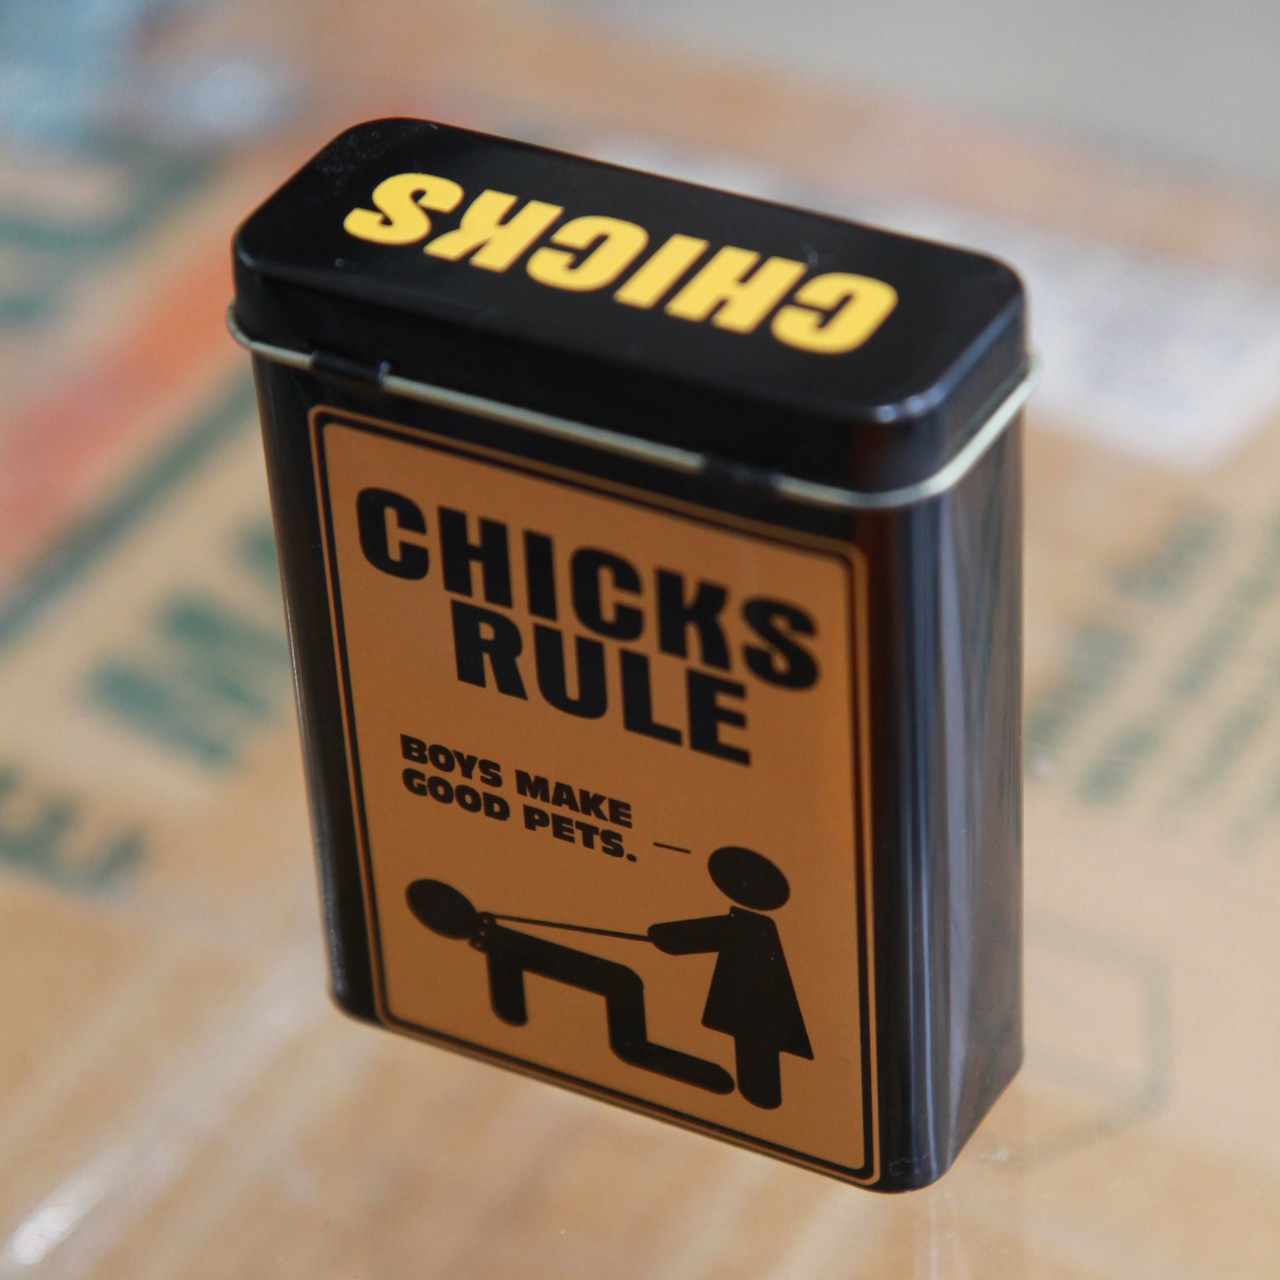 CHICKS
CHICKS
RULE
BOYS MAKE
GOOD PETS.